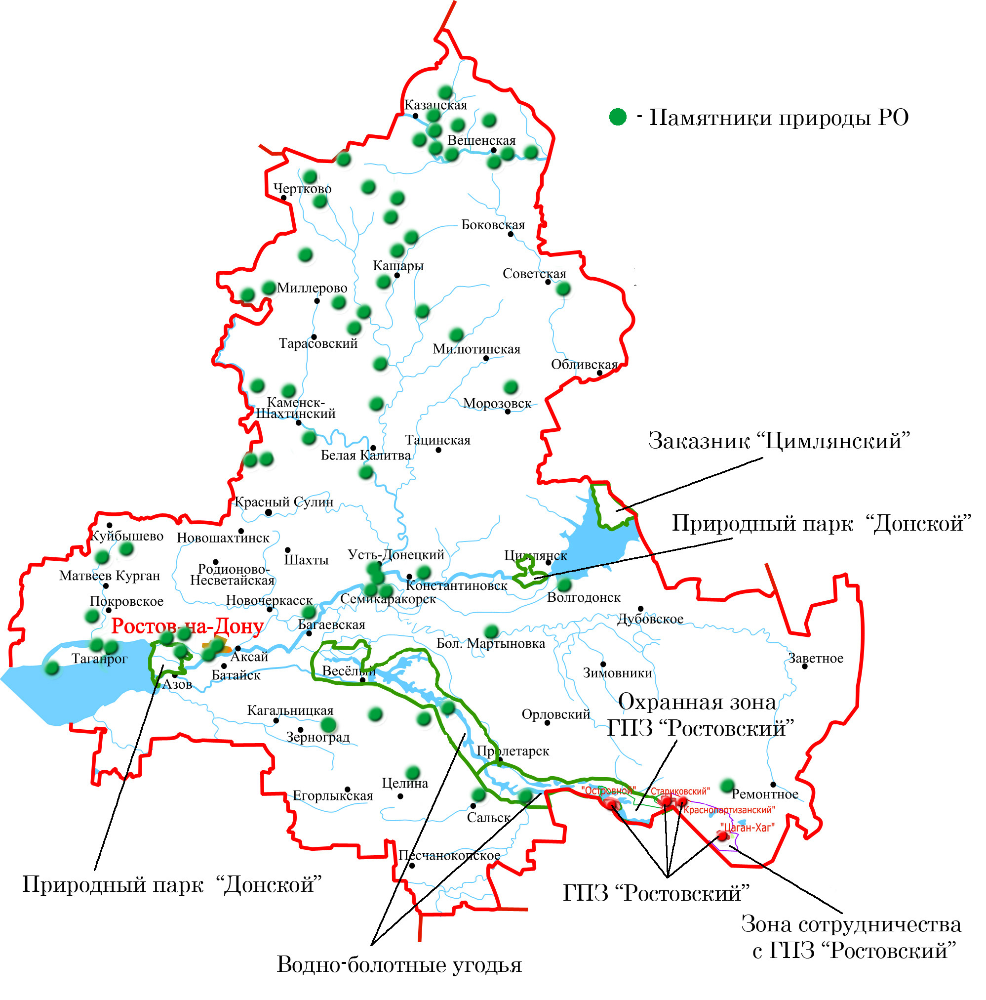 Казанская
- Памятники природы РО
Вешенская
Чертково
Боковская
Кашары
Советская
Миллерово
Тарасовский
Милютинская
Обливская
Каменск-
Шахтинский
Морозовск
Тацинская
Заказник “Цимлянский”
Белая Калитва
Красный Сулин
Природный парк “Донской”
Куйбышево
Новошахтинск
Шахты
Усть-Донецкий
Цимлянск
Матвеев Курган
Родионово-
Несветайская
Константиновск
Покровское
Новочеркасск
Семикаракорск
Волгодонск
Ростов-на-Дону
Багаевская
Дубовское
Бол. Мартыновка
Таганрог
Аксай
Заветное
Батайск
Весёлый
Зимовники
Азов
Охранная зона
ГПЗ “Ростовский”
Кагальницкая
Орловский
Зерноград
Пролетарск
Целина
Егорлыкская
"Островной"
Стариковский"
Ремонтное
Краснопартизанский"
Сальск
"Цаган-Хаг"
Песчанокопское
Природный парк “Донской”
ГПЗ “Ростовский”
Зона сотрудничества
с ГПЗ “Ростовский”
Водно-болотные угодья